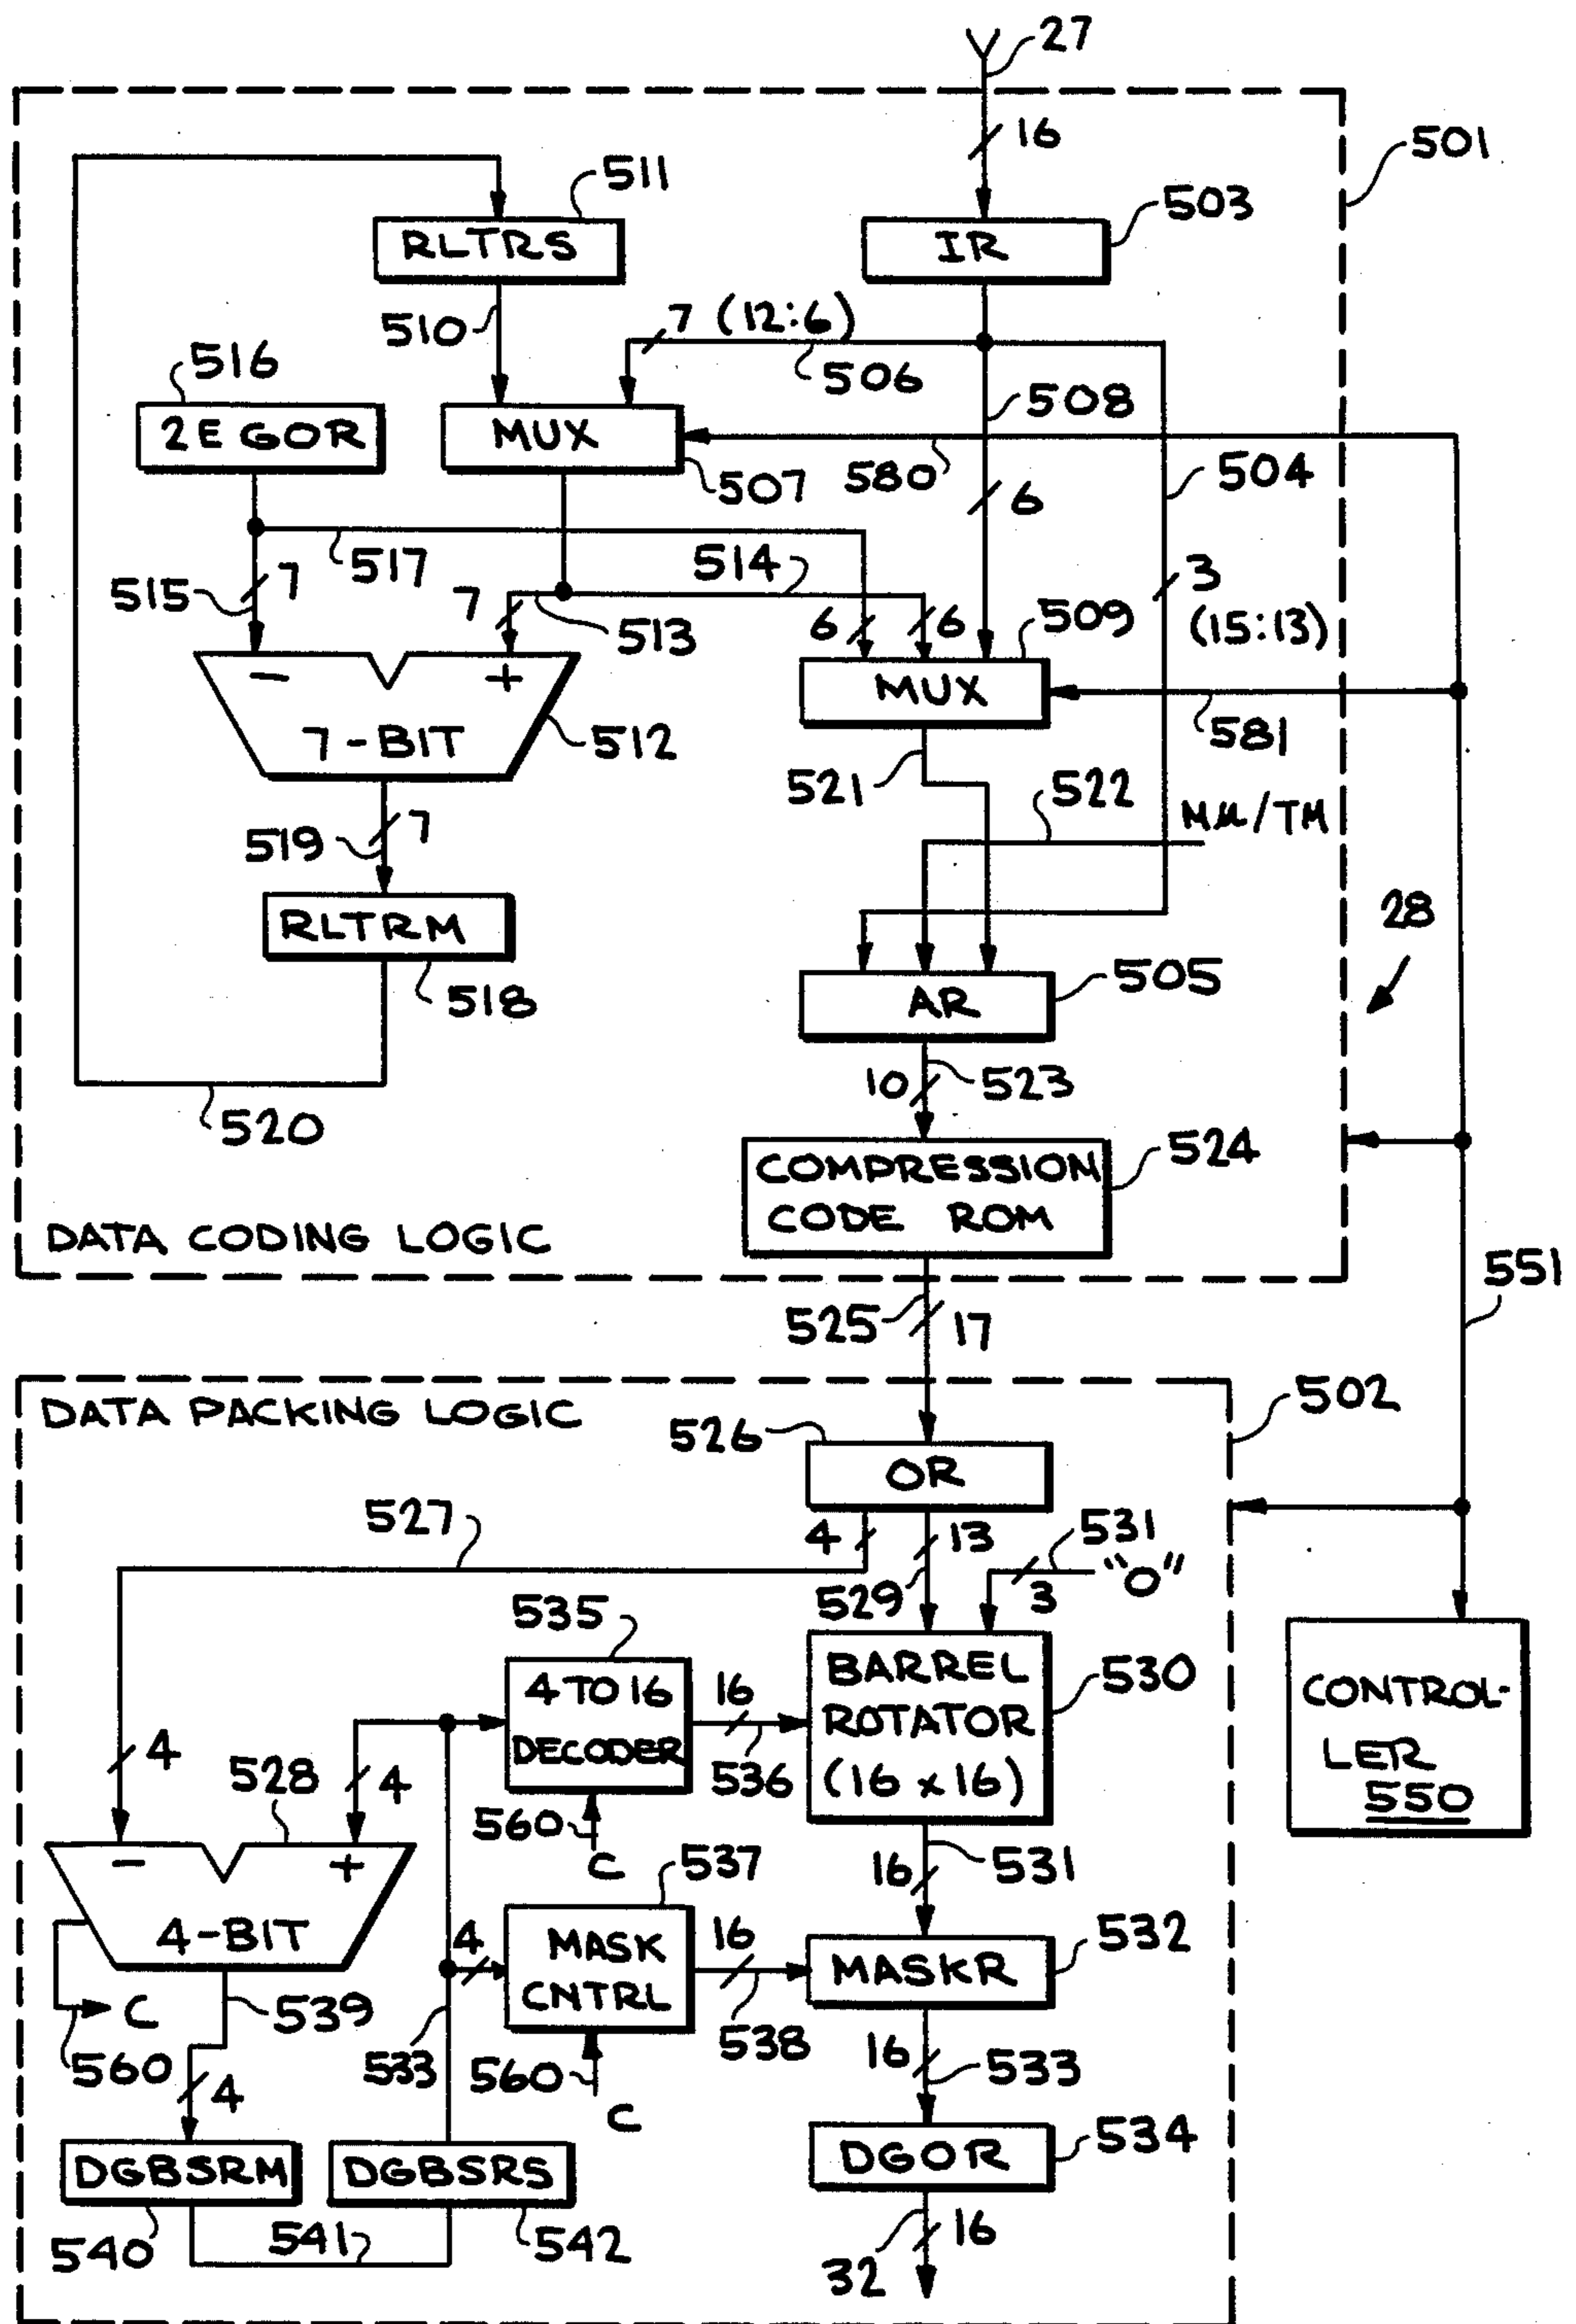 27
16
501
511
503
RLTRS
IR
7 (12:6)
510
506
516
508
2E GOR
MUX
580
507
504
6
517
514
3
515
7
7
513
6
6
509
(15:13)
MUX
581
7-BIT
512
521
522
Mμ/TM
519
7
28
RLTRM
518
505
AR
10
523
520
COMPRESSION
CODE ROM
524
DATA CODING LOGIC
551
525
17
502
DATA PACKING LOGIC
526
OR
527
4
13
531
"0"
529
3
535
4 TO 16
DECODER
16
BARREL
ROTATOR
(16 x 16)
530
CONTROL-
LER
550
4
528
4
536
560
C
537
531
16
4-BIT
4
MASK
CNTRL
16
MASKR
532
C
539
538
560
4
533
560
C
16
533
DGBSRM
DGBSRS
DGOR
534
540
541
542
16
32